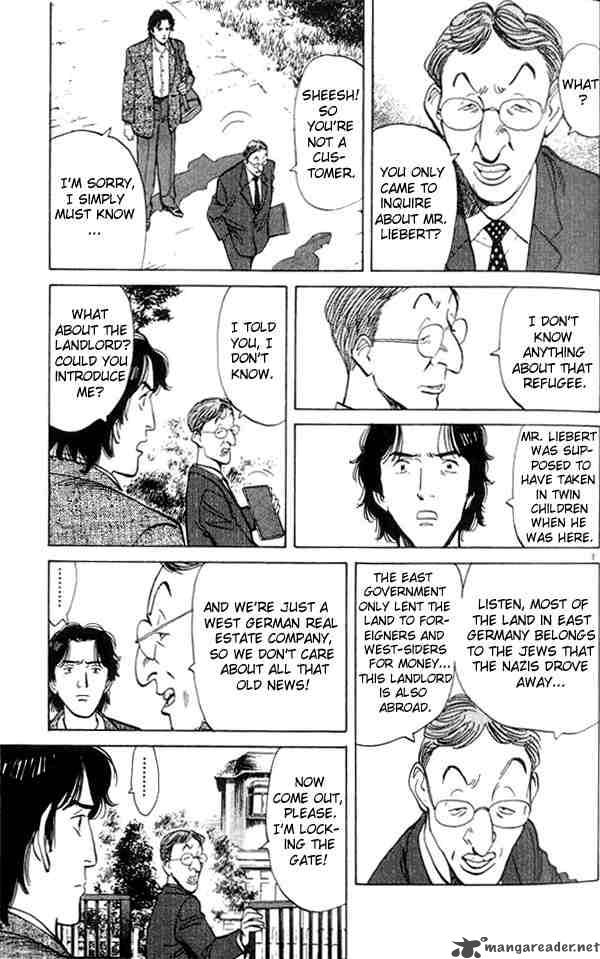 WHAT
?
YOU ONLY
CAME TO
INQUIRE
ABOUT MR.
LIEBERT?
SHEESH!
SO
YOU'RE
NOT A
CUS-
TOMER.
I'M SORRY,
I SIMPLY
MUST KNOW
...
I DON'T
KNOW
ANYTHING
ABOUT THAT
REFUGEE.
MR. LIEBERT
WAS SUP-
POSED TO
HAVE TAKEN
IN TWIN
CHILDREN
WHEN HE
WAS HERE.
I TOLD
YOU, I
DON'T
KNOW.
WHAT
ABOUT THE
LANDLORD?
COULD YOU
INTRODUCE
ME?
LISTEN, MOST OF
THE LAND IN EAST
GERMANY BELONGS
TO THE JEWS THAT
THE NAZIS DROVE
AWAY...
THE EAST
GOVERNMENT
ONLY LENT THE
LAND TO FOR-
EIGNERS AND
WEST-SIDERS
FOR MONEY...
THIS LANDLORD
IS ALSO
ABROAD.
AND WE'RE JUST A
WEST GERMAN REAL
ESTATE COMPANY,
SO WE DON'T CARE
ABOUT ALL THAT
OLD NEWS!
........
NOW
COME OUT,
PLEASE.
I'M LOCK-
ING THE
GATE!
........
mangareader.net